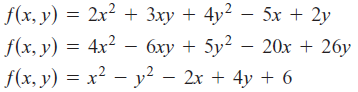 f(x, y) = 2x² + 3xy + 4y² − 5x + 2y
f(x, y) = 4x² − 6xy + 5y² − 20x + 26y
f(x, y) = x² − y² − 2x + 4y + 6